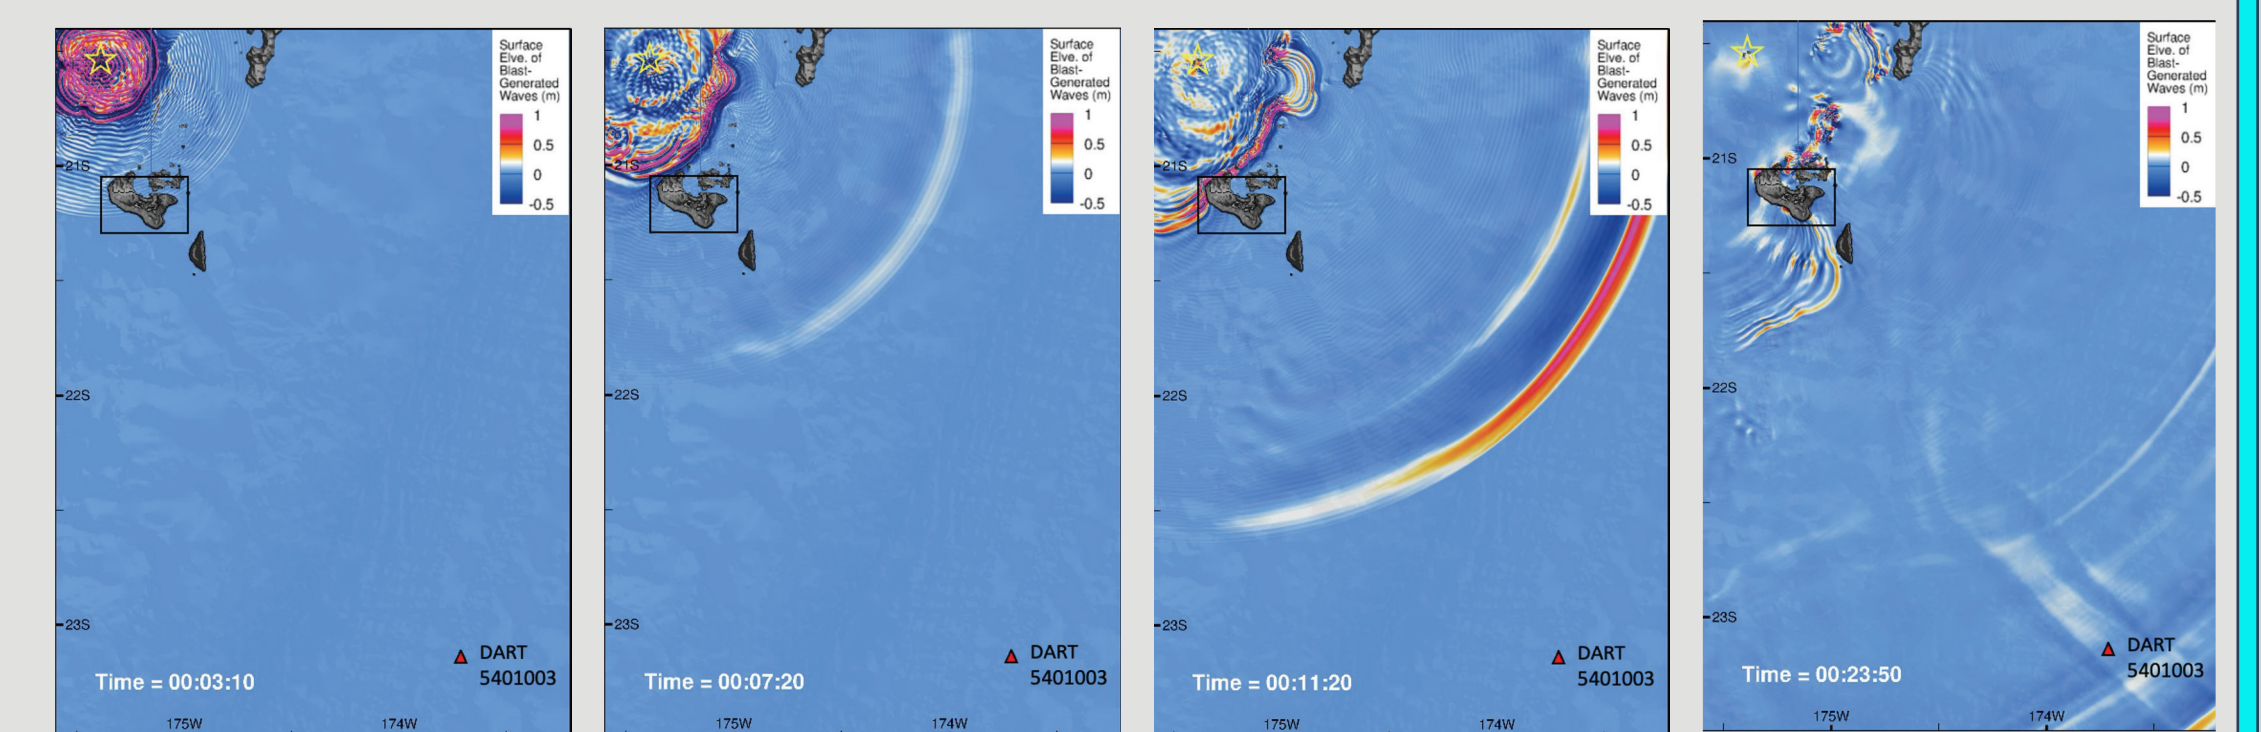 Surface
Elve. of
Blast-
Generated
Waves (m)
1
0.5
0
-0.5
21S
22S
23S
DART
5401003
Time = 00:03:10
175W
174W
Surface
Elve. of
Blast-
Generated
Waves (m)
1
0.5
0
-0.5
21S
22S
23S
DART
5401003
Time = 00:07:20
175W
174W
Surface
Elve. of
Blast-
Generated
Waves (m)
1
0.5
0
-0.5
21S
22S
23S
DART
5401003
Time = 00:11:20
175W
174W
Surface
Elve. of
Blast-
Generated
Waves (m)
1
0.5
0
-0.5
21S
22S
23S
DART
5401003
Time = 00:23:50
175W
174W